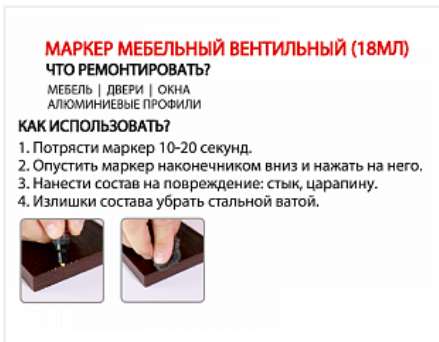 МАРКЕР МЕБЕЛЬНЫЙ ВЕНТИЛЬНЫЙ (18МЛ)
ЧТО РЕМОНТИРОВАТЬ?
МЕБЕЛЬ | ДВЕРИ | ОКНА
АЛЮМИНИЕВЫЕ ПРОФИЛИ
КАК ИСПОЛЬЗОВАТЬ?
1. Потрясти маркер 10-20 секунд.
2. Опустить маркер наконечником вниз и нажать на него.
3. Нанести состав на повреждение: стык, царапину.
4. Излишки состава убрать стальной ватой.